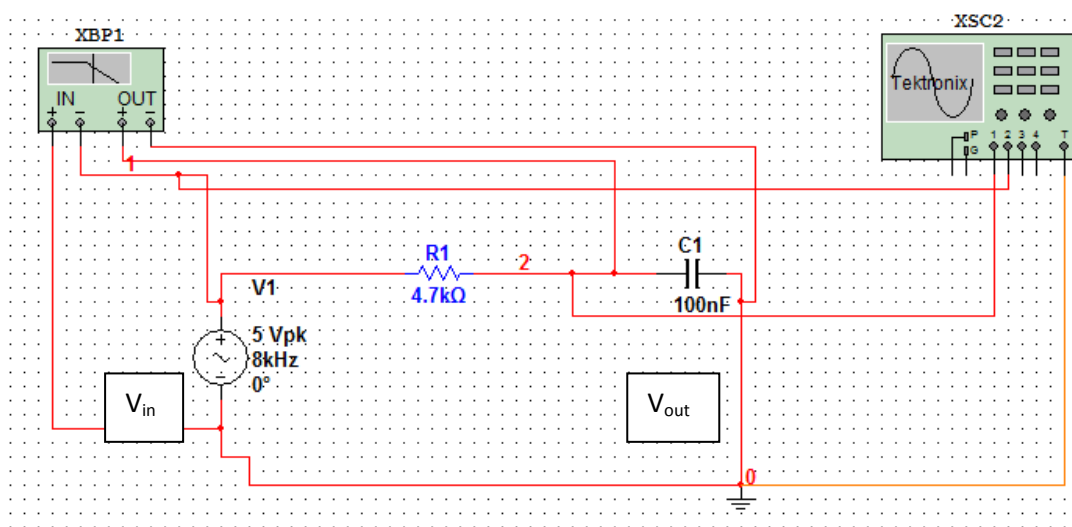 XBP1
XSC2
IN OUT
+ − + −
Tektronix
P
G
1 2 3 4 T
1
R1
4.7kΩ
2
C1
100nF
V1
5 Vpk
8kHz
0°
Vin
Vout
0